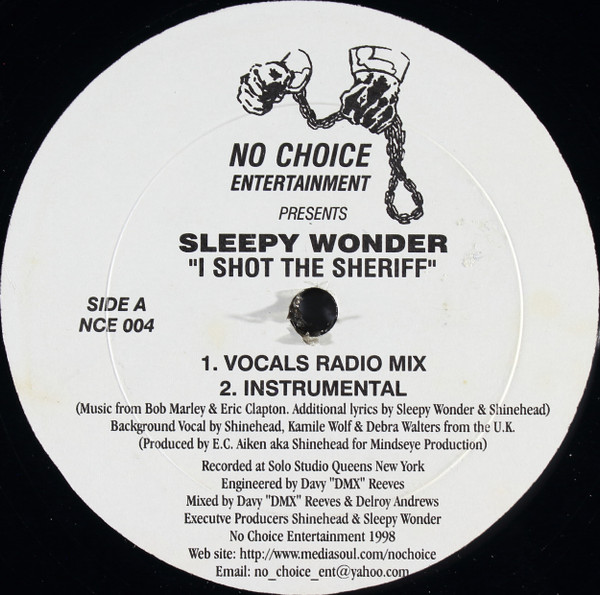 NO CHOICE
ENTERTAINMENT
PRESENTS
SLEEPY WONDER
"I SHOT THE SHERIFF"
SIDE A
NCE 004
1. VOCALS RADIO MIX
2. INSTRUMENTAL
(Music from Bob Marley & Eric Clapton. Additional lyrics by Sleepy Wonder & Shinehead)
Background Vocal by Shinehead, Kamile Wolf & Debra Walters from the U.K.
(Produced by E.C. Aiken aka Shinehead for Mindseye Production)
Recorded at Solo Studio Queens New York
Engineered by Davy "DMX" Reeves
Mixed by Davy "DMX" Reeves & Delroy Andrews
Executve Producers Shinehead & Sleepy Wonder
No Choice Entertainment 1998
Web site: http://www.mediasoul.com/nochoice
Email: no_choice_ent@yahoo.com